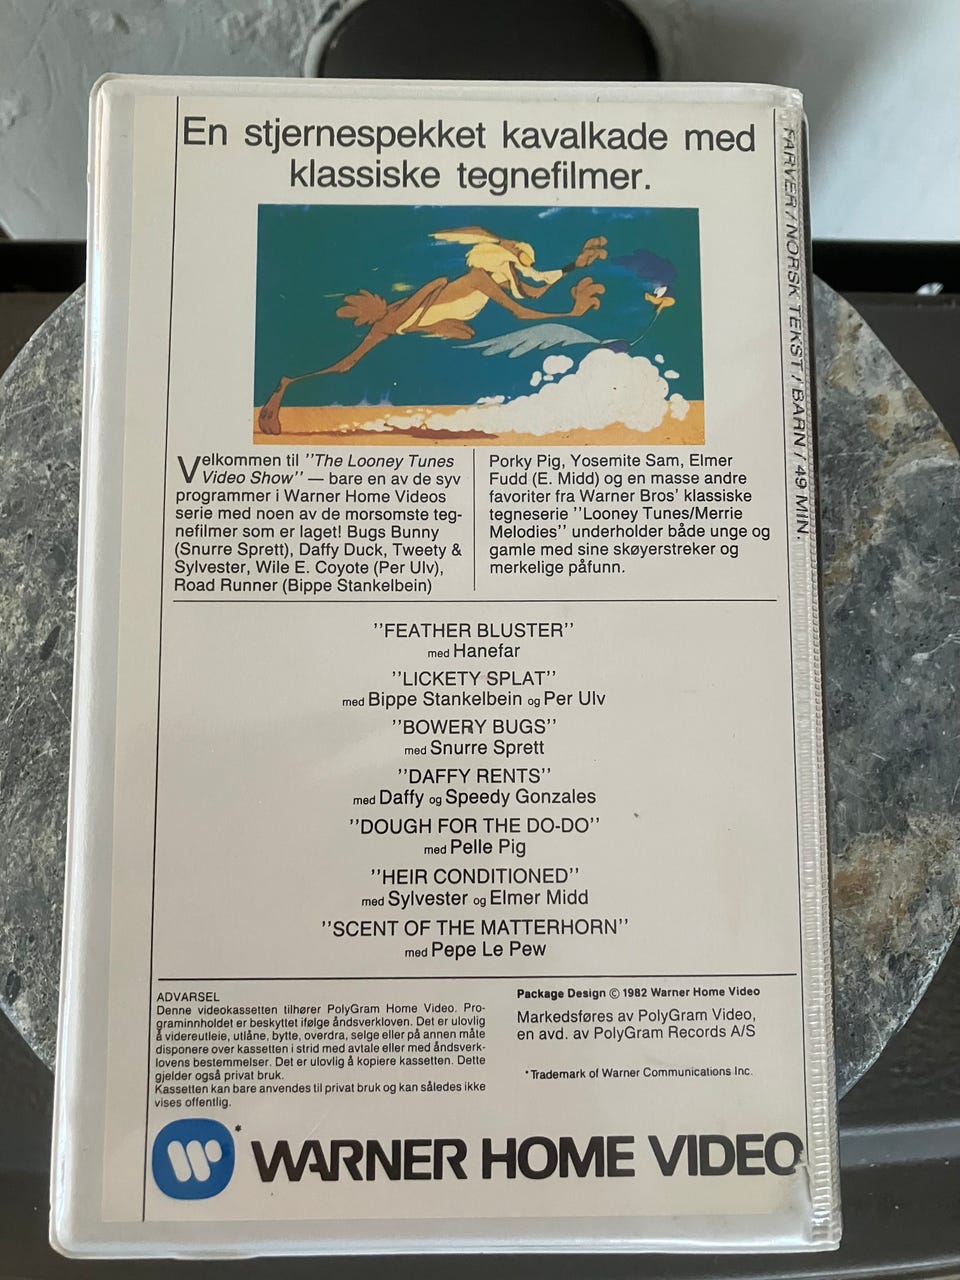 En stjernespekket kavalkade med
klassiske tegnefilmer.
Velkommen til ''The Looney Tunes
Video Show'' — bare en av de syv
programmer i Warner Home Videos
serie med noen av de morsomste teg-
nefilmer som er laget! Bugs Bunny
(Snurre Sprett), Daffy Duck, Tweety &
Sylvester, Wile E. Coyote (Per Ulv),
Road Runner (Bippe Stankelbein)
Porky Pig, Yosemite Sam, Elmer
Fudd (E. Midd) og en masse andre
favoriter fra Warner Bros' klassiske
tegneserie ''Looney Tunes/Merrie
Melodies'' underholder både unge og
gamle med sine skøyerstreker og
merkelige påfunn.
''FEATHER BLUSTER''
med Hanefar
''LICKETY SPLAT''
med Bippe Stankelbein og Per Ulv
''BOWERY BUGS''
med Snurre Sprett
''DAFFY RENTS''
med Daffy og Speedy Gonzales
''DOUGH FOR THE DO-DO''
med Pelle Pig
''HEIR CONDITIONED''
med Sylvester og Elmer Midd
''SCENT OF THE MATTERHORN''
med Pepe Le Pew
ADVARSEL
Denne videokassetten tilhører PolyGram Home Video. Pro-
graminnholdet er beskyttet ifølge åndsverkloven. Det er ulovlig
å videreutleie, utlåne, bytte, overdra, selge eller på annen måte
disponere over kassetten i strid med avtale eller med åndsverk-
lovens bestemmelser. Det er ulovlig å kopiere kassetten. Dette
gjelder også privat bruk.
Kassetten kan bare anvendes til privat bruk og kan således ikke
vises offentlig.
Package Design © 1982 Warner Home Video
Markedsføres av PolyGram Video,
en avd. av PolyGram Records A/S
*Trademark of Warner Communications Inc.
* WARNER HOME VIDEO
FARVER / NORSK TEKST / BARN / 49 MIN.